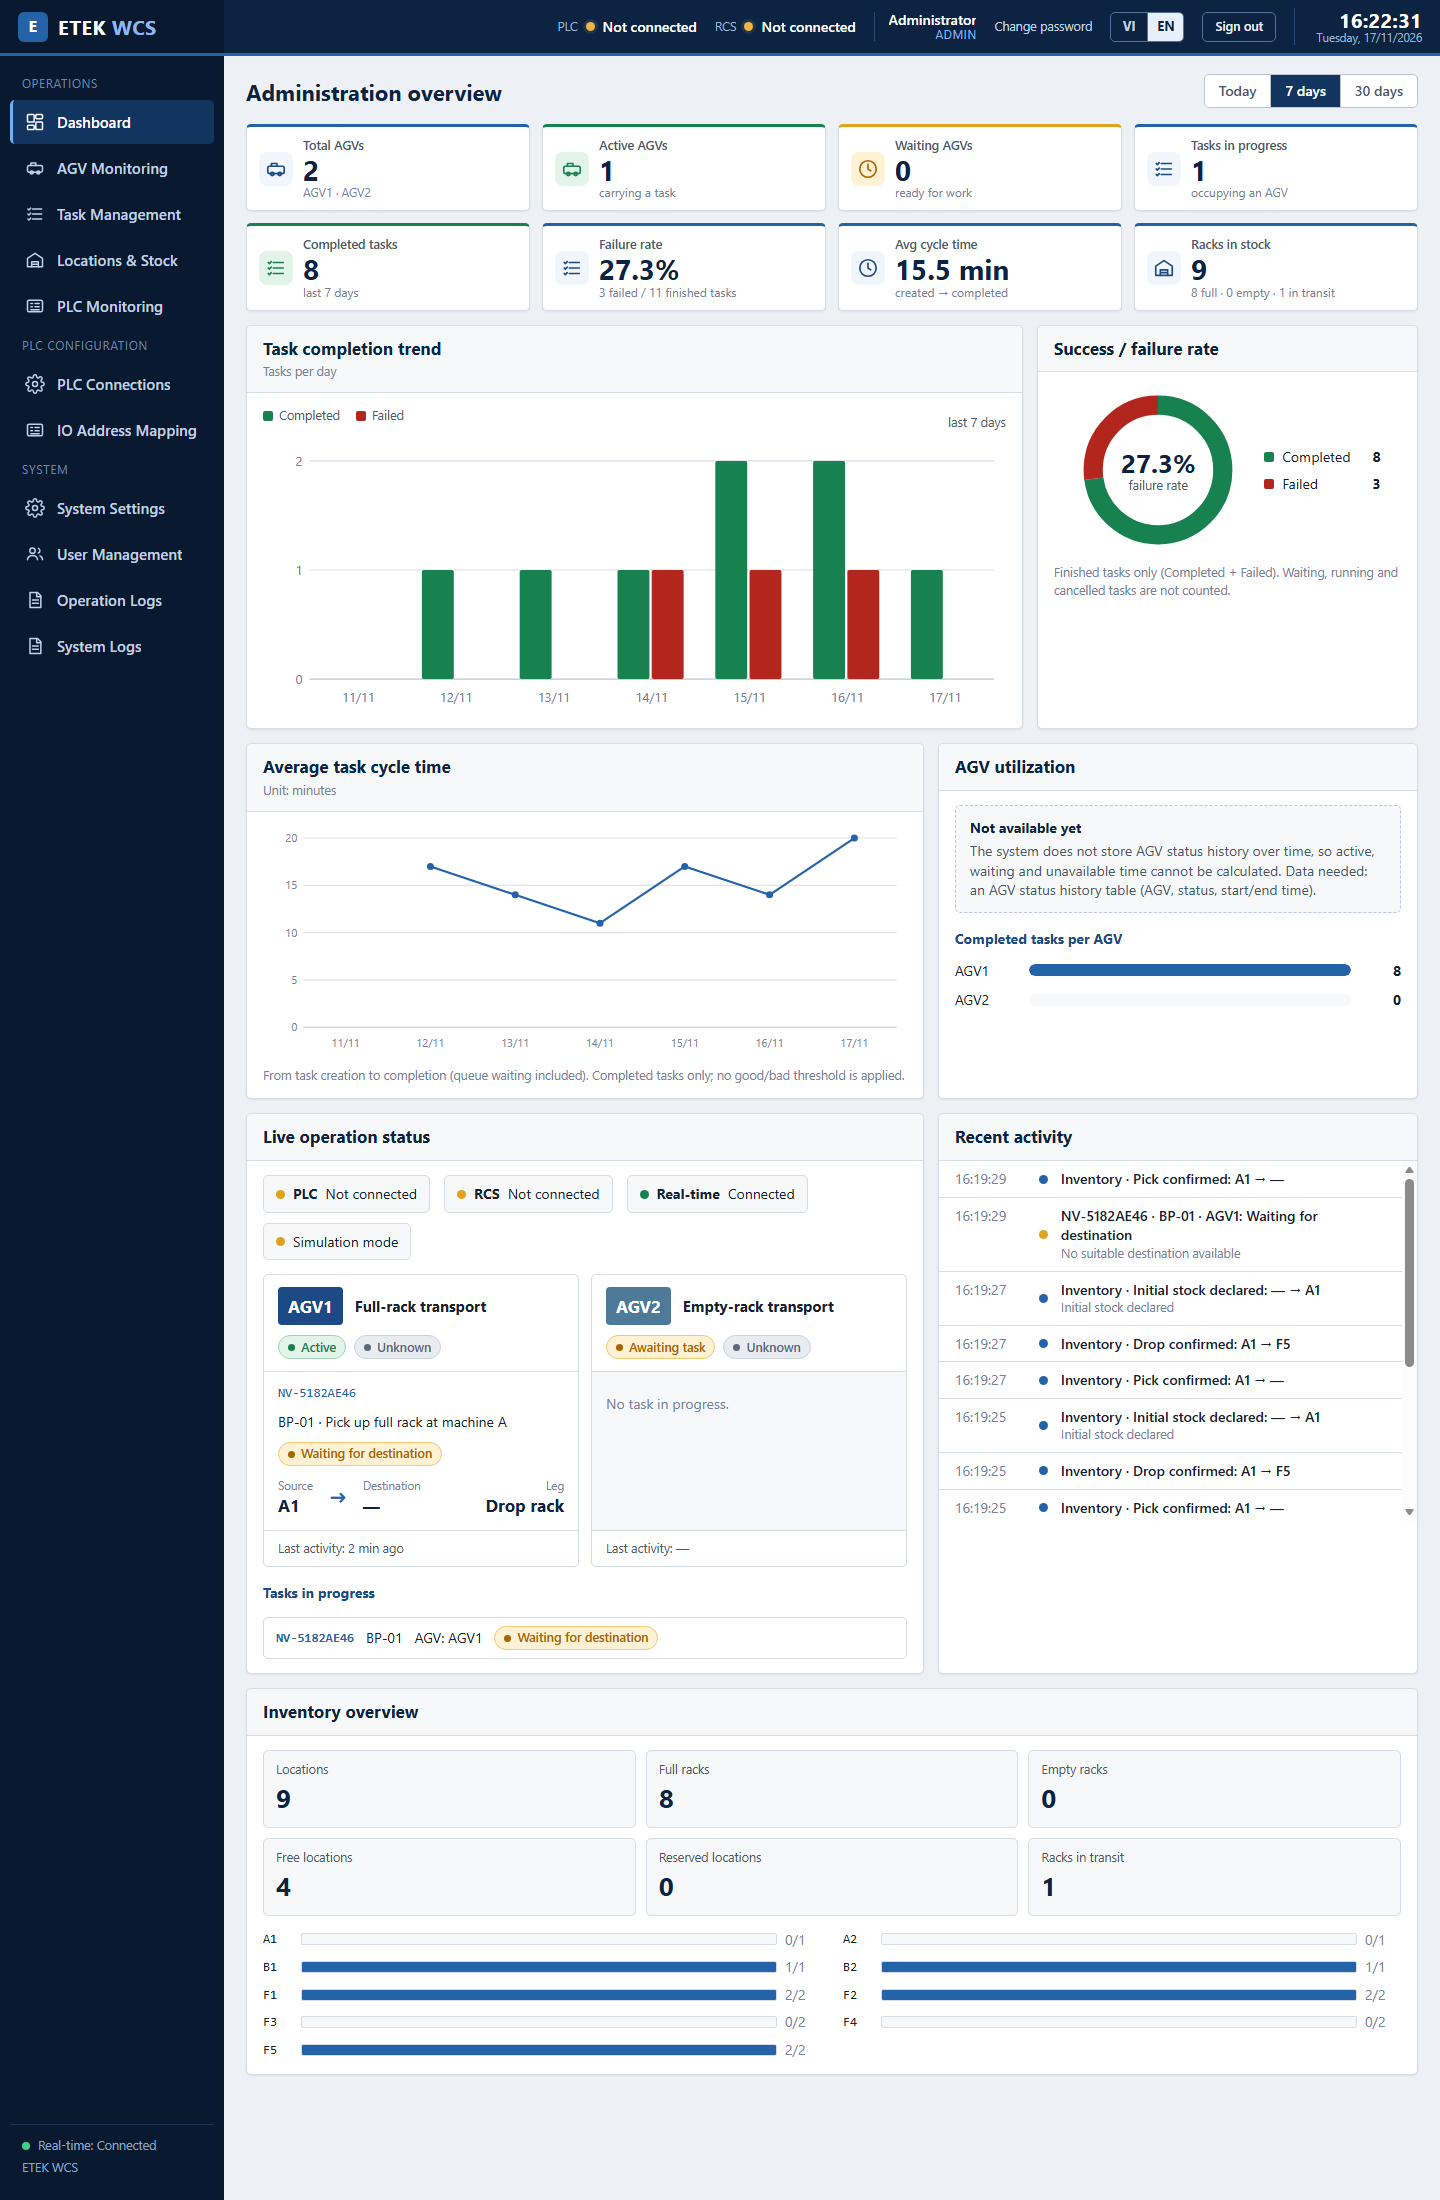 E ETEK WCS
PLC Not connected RCS Not connected
Administrator
ADMIN
Change password
VI EN
Sign out
16:22:31
Tuesday, 17/11/2026
OPERATIONS
Dashboard
AGV Monitoring
Task Management
Locations & Stock
PLC Monitoring
PLC CONFIGURATION
PLC Connections
IO Address Mapping
SYSTEM
System Settings
User Management
Operation Logs
System Logs
Real-time: Connected
ETEK WCS
Administration overview
Today 7 days 30 days
Total AGVs
2
AGV1 · AGV2
Active AGVs
1
carrying a task
Waiting AGVs
0
ready for work
Tasks in progress
1
occupying an AGV
Completed tasks
8
last 7 days
Failure rate
27.3%
3 failed / 11 finished tasks
Avg cycle time
15.5 min
created → completed
Racks in stock
9
8 full · 0 empty · 1 in transit
Task completion trend
Tasks per day
Completed Failed
last 7 days
2
1
0
11/11 12/11 13/11 14/11 15/11 16/11 17/11
Success / failure rate
27.3%
failure rate
Completed 8
Failed 3
Finished tasks only (Completed + Failed). Waiting, running and
cancelled tasks are not counted.
Average task cycle time
Unit: minutes
20
15
10
5
0
11/11 12/11 13/11 14/11 15/11 16/11 17/11
From task creation to completion (queue waiting included). Completed tasks only; no good/bad threshold is applied.
AGV utilization
Not available yet
The system does not store AGV status history over time, so active,
waiting and unavailable time cannot be calculated. Data needed:
an AGV status history table (AGV, status, start/end time).
Completed tasks per AGV
AGV1 8
AGV2 0
Live operation status
PLC Not connected
RCS Not connected
Real-time Connected
Simulation mode
AGV1 Full-rack transport
Active Unknown
NV-5182AE46
BP-01 · Pick up full rack at machine A
Waiting for destination
Source Destination Leg
A1 → — Drop rack
Last activity: 2 min ago
AGV2 Empty-rack transport
Awaiting task Unknown
No task in progress.
Last activity: —
Tasks in progress
NV-5182AE46 BP-01 AGV: AGV1 Waiting for destination
Recent activity
16:19:29 Inventory · Pick confirmed: A1 → —
16:19:29 NV-5182AE46 · BP-01 · AGV1: Waiting for
destination
No suitable destination available
16:19:27 Inventory · Initial stock declared: — → A1
Initial stock declared
16:19:27 Inventory · Drop confirmed: A1 → F5
16:19:27 Inventory · Pick confirmed: A1 → —
16:19:25 Inventory · Initial stock declared: — → A1
Initial stock declared
16:19:25 Inventory · Drop confirmed: A1 → F5
16:19:25 Inventory · Pick confirmed: A1 → —
Inventory overview
Locations
9
Full racks
8
Empty racks
0
Free locations
4
Reserved locations
0
Racks in transit
1
A1 0/1
A2 0/1
B1 1/1
B2 1/1
F1 2/2
F2 2/2
F3 0/2
F4 0/2
F5 2/2